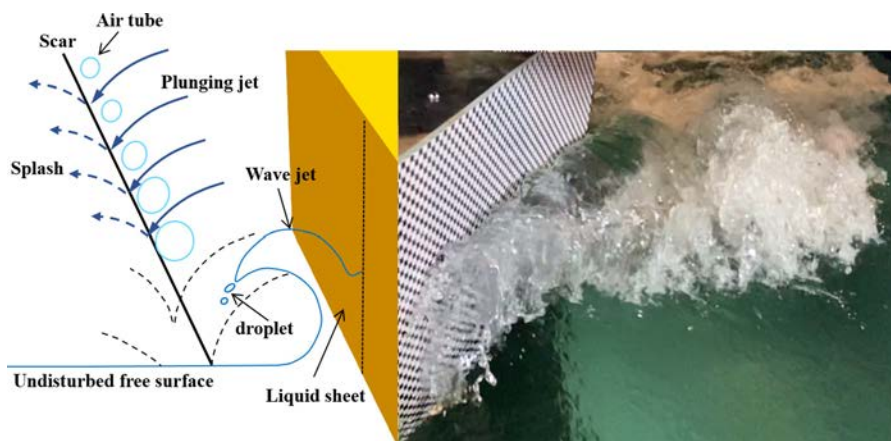 Air tube
Scar
Plunging jet
Splash
Wave jet
droplet
Undisturbed free surface
Liquid sheet